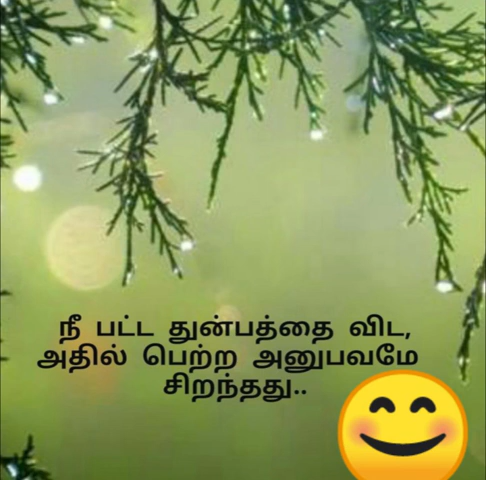 நீ பட்ட துன்பத்தை விட,
அதில் பெற்ற அனுபவமே
சிறந்தது..